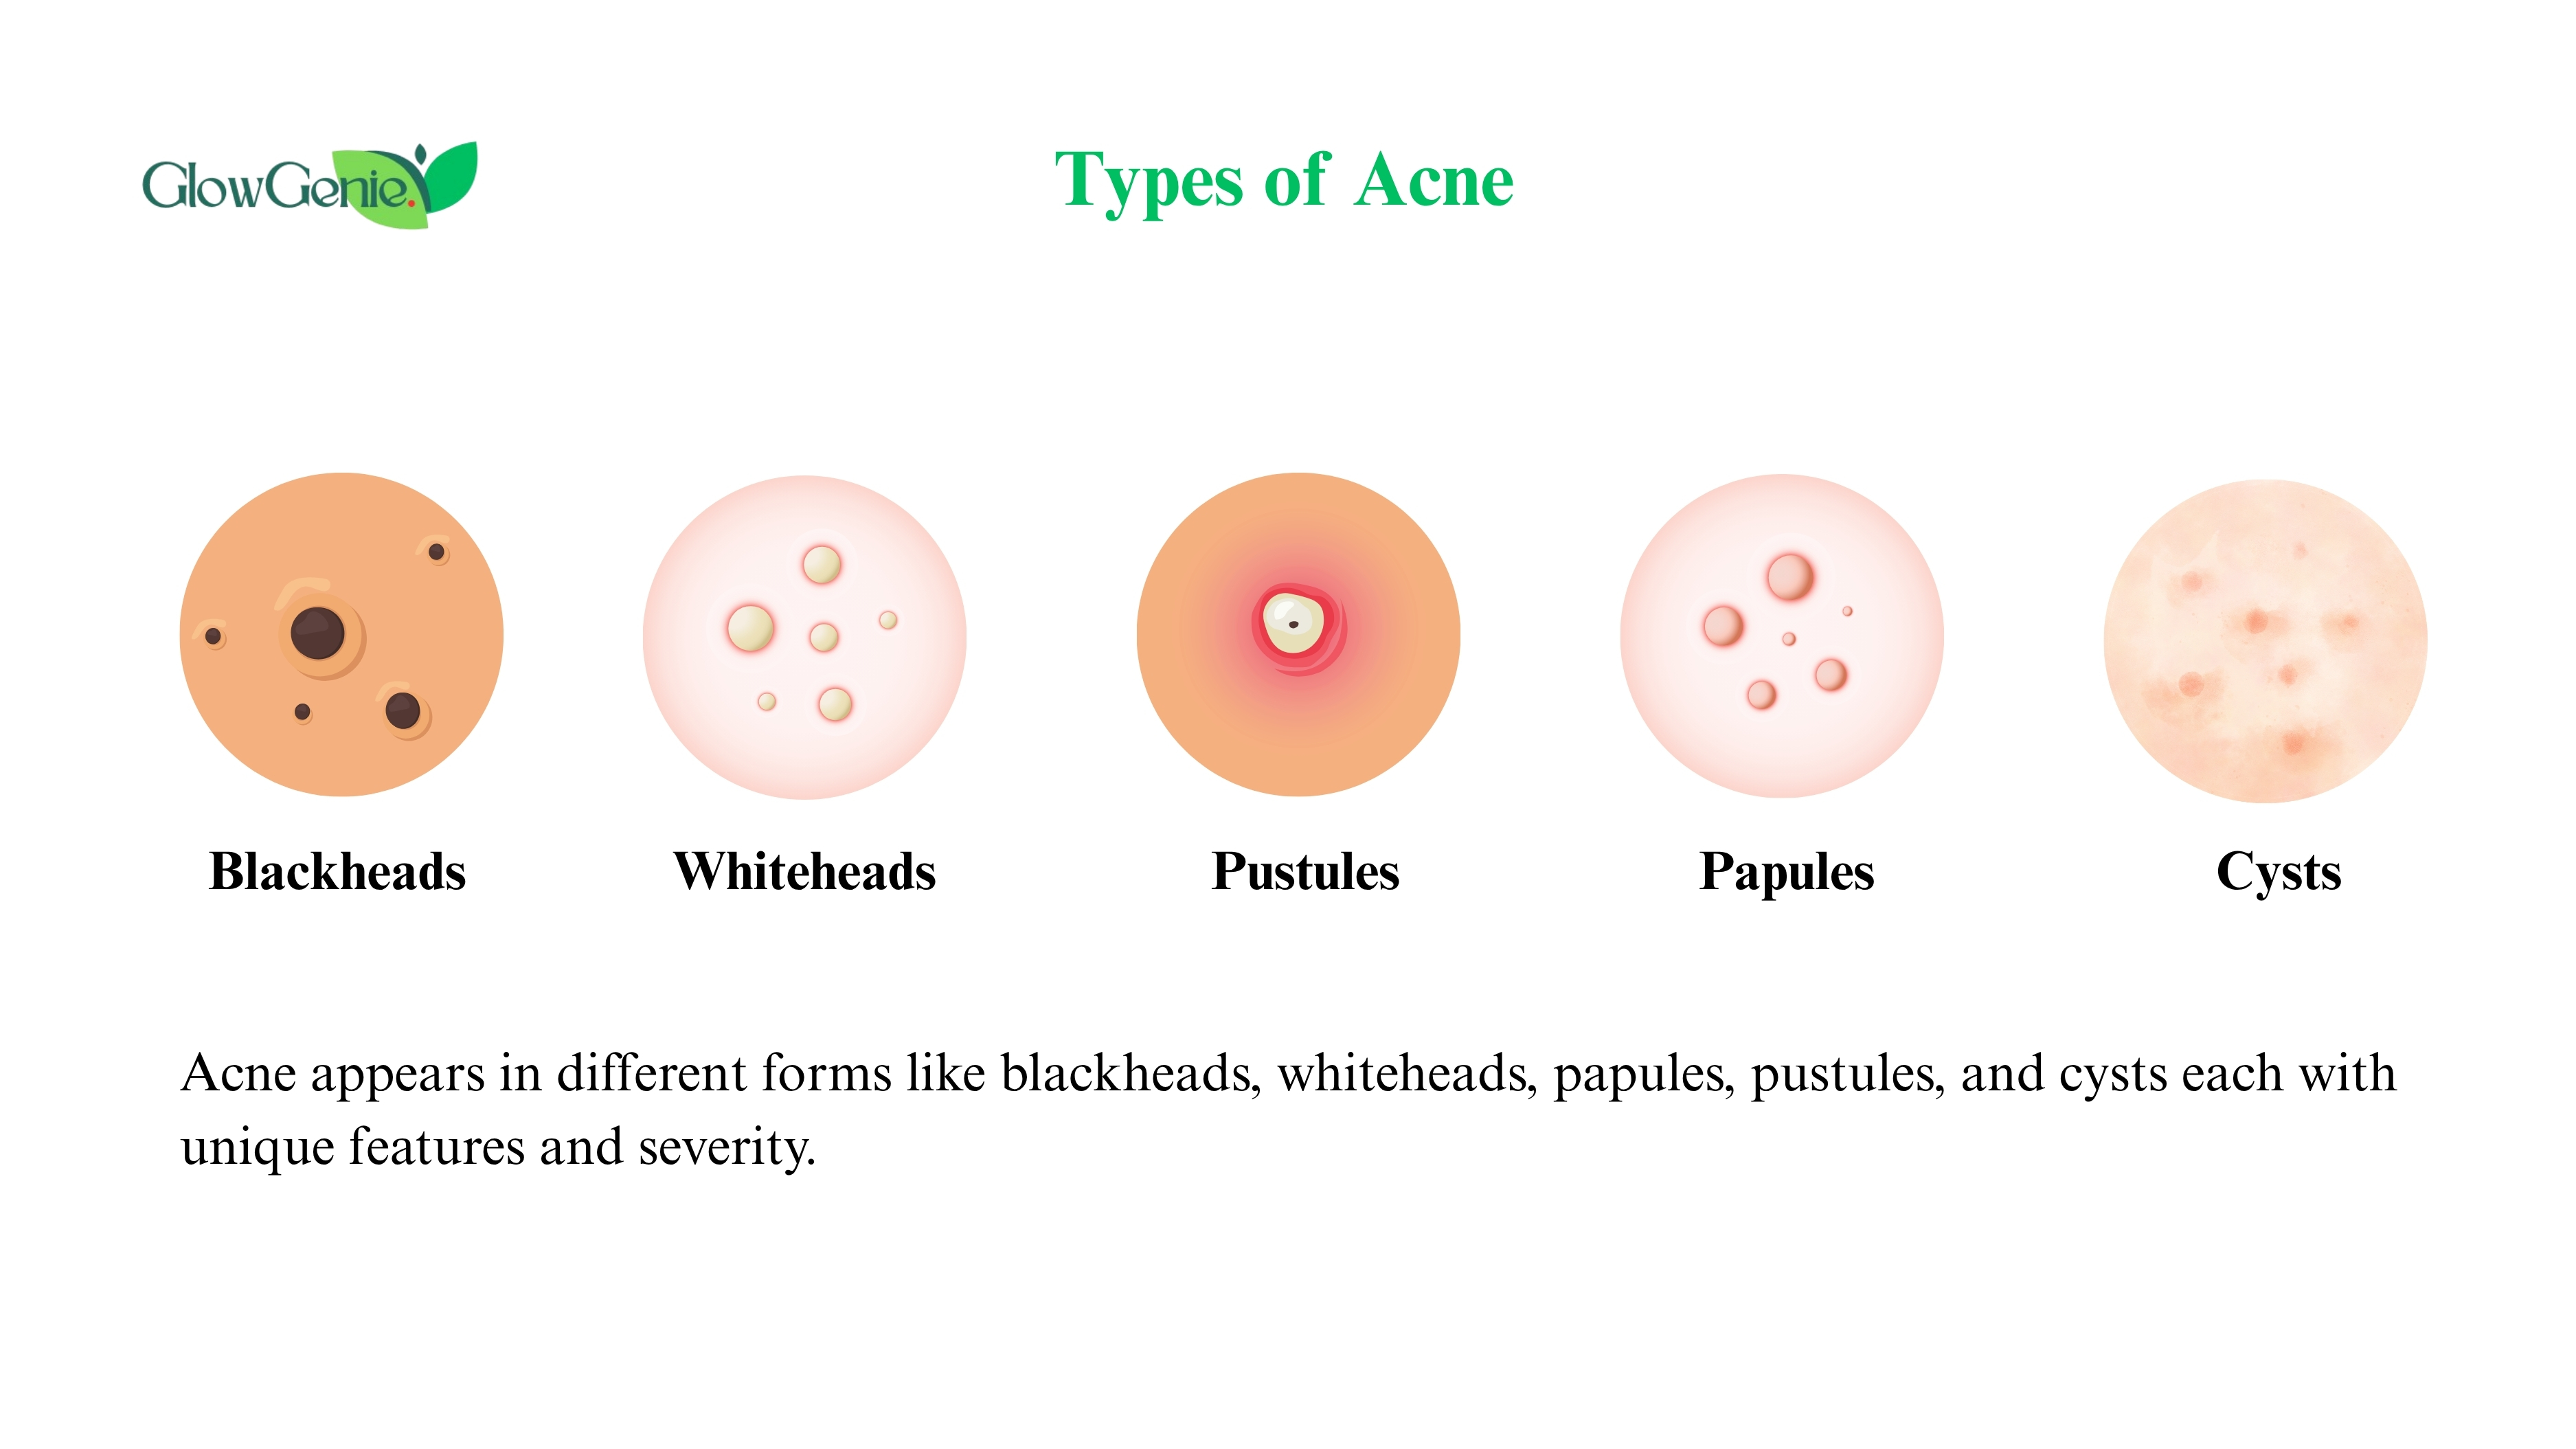 GlowGenie.
Types of Acne
Blackheads
Whiteheads
Pustules
Papules
Cysts
Acne appears in different forms like blackheads, whiteheads, papules, pustules, and cysts each with
unique features and severity.